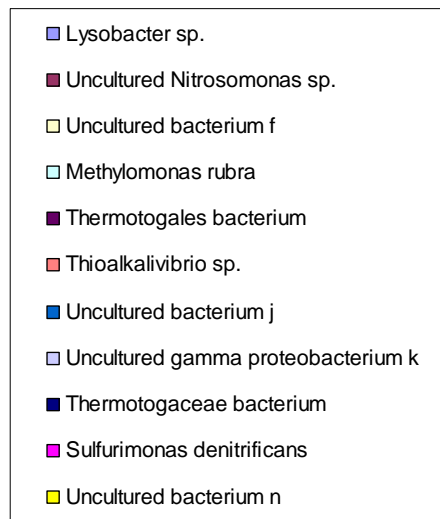 Lysobacter sp.
Uncultured Nitrosomonas sp.
Uncultured bacterium f
Methylomonas rubra
Thermotogales bacterium
Thioalkalivibrio sp.
Uncultured bacterium j
Uncultured gamma proteobacterium k
Thermotogaceae bacterium
Sulfurimonas denitrificans
Uncultured bacterium n